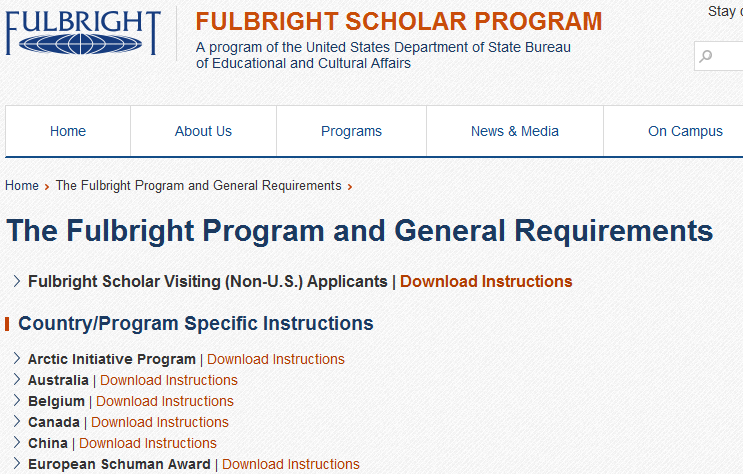 FULBRIGHT
FULBRIGHT SCHOLAR PROGRAM
Stay
A program of the United States Department of State Bureau
of Educational and Cultural Affairs
Home
About Us
Programs
News & Media
On Campus
Home › The Fulbright Program and General Requirements ›
The Fulbright Program and General Requirements
Fulbright Scholar Visiting (Non-U.S.) Applicants | Download Instructions
Country/Program Specific Instructions
Arctic Initiative Program | Download Instructions
Australia | Download Instructions
Belgium | Download Instructions
Canada | Download Instructions
China | Download Instructions
European Schuman Award | Download Instructions